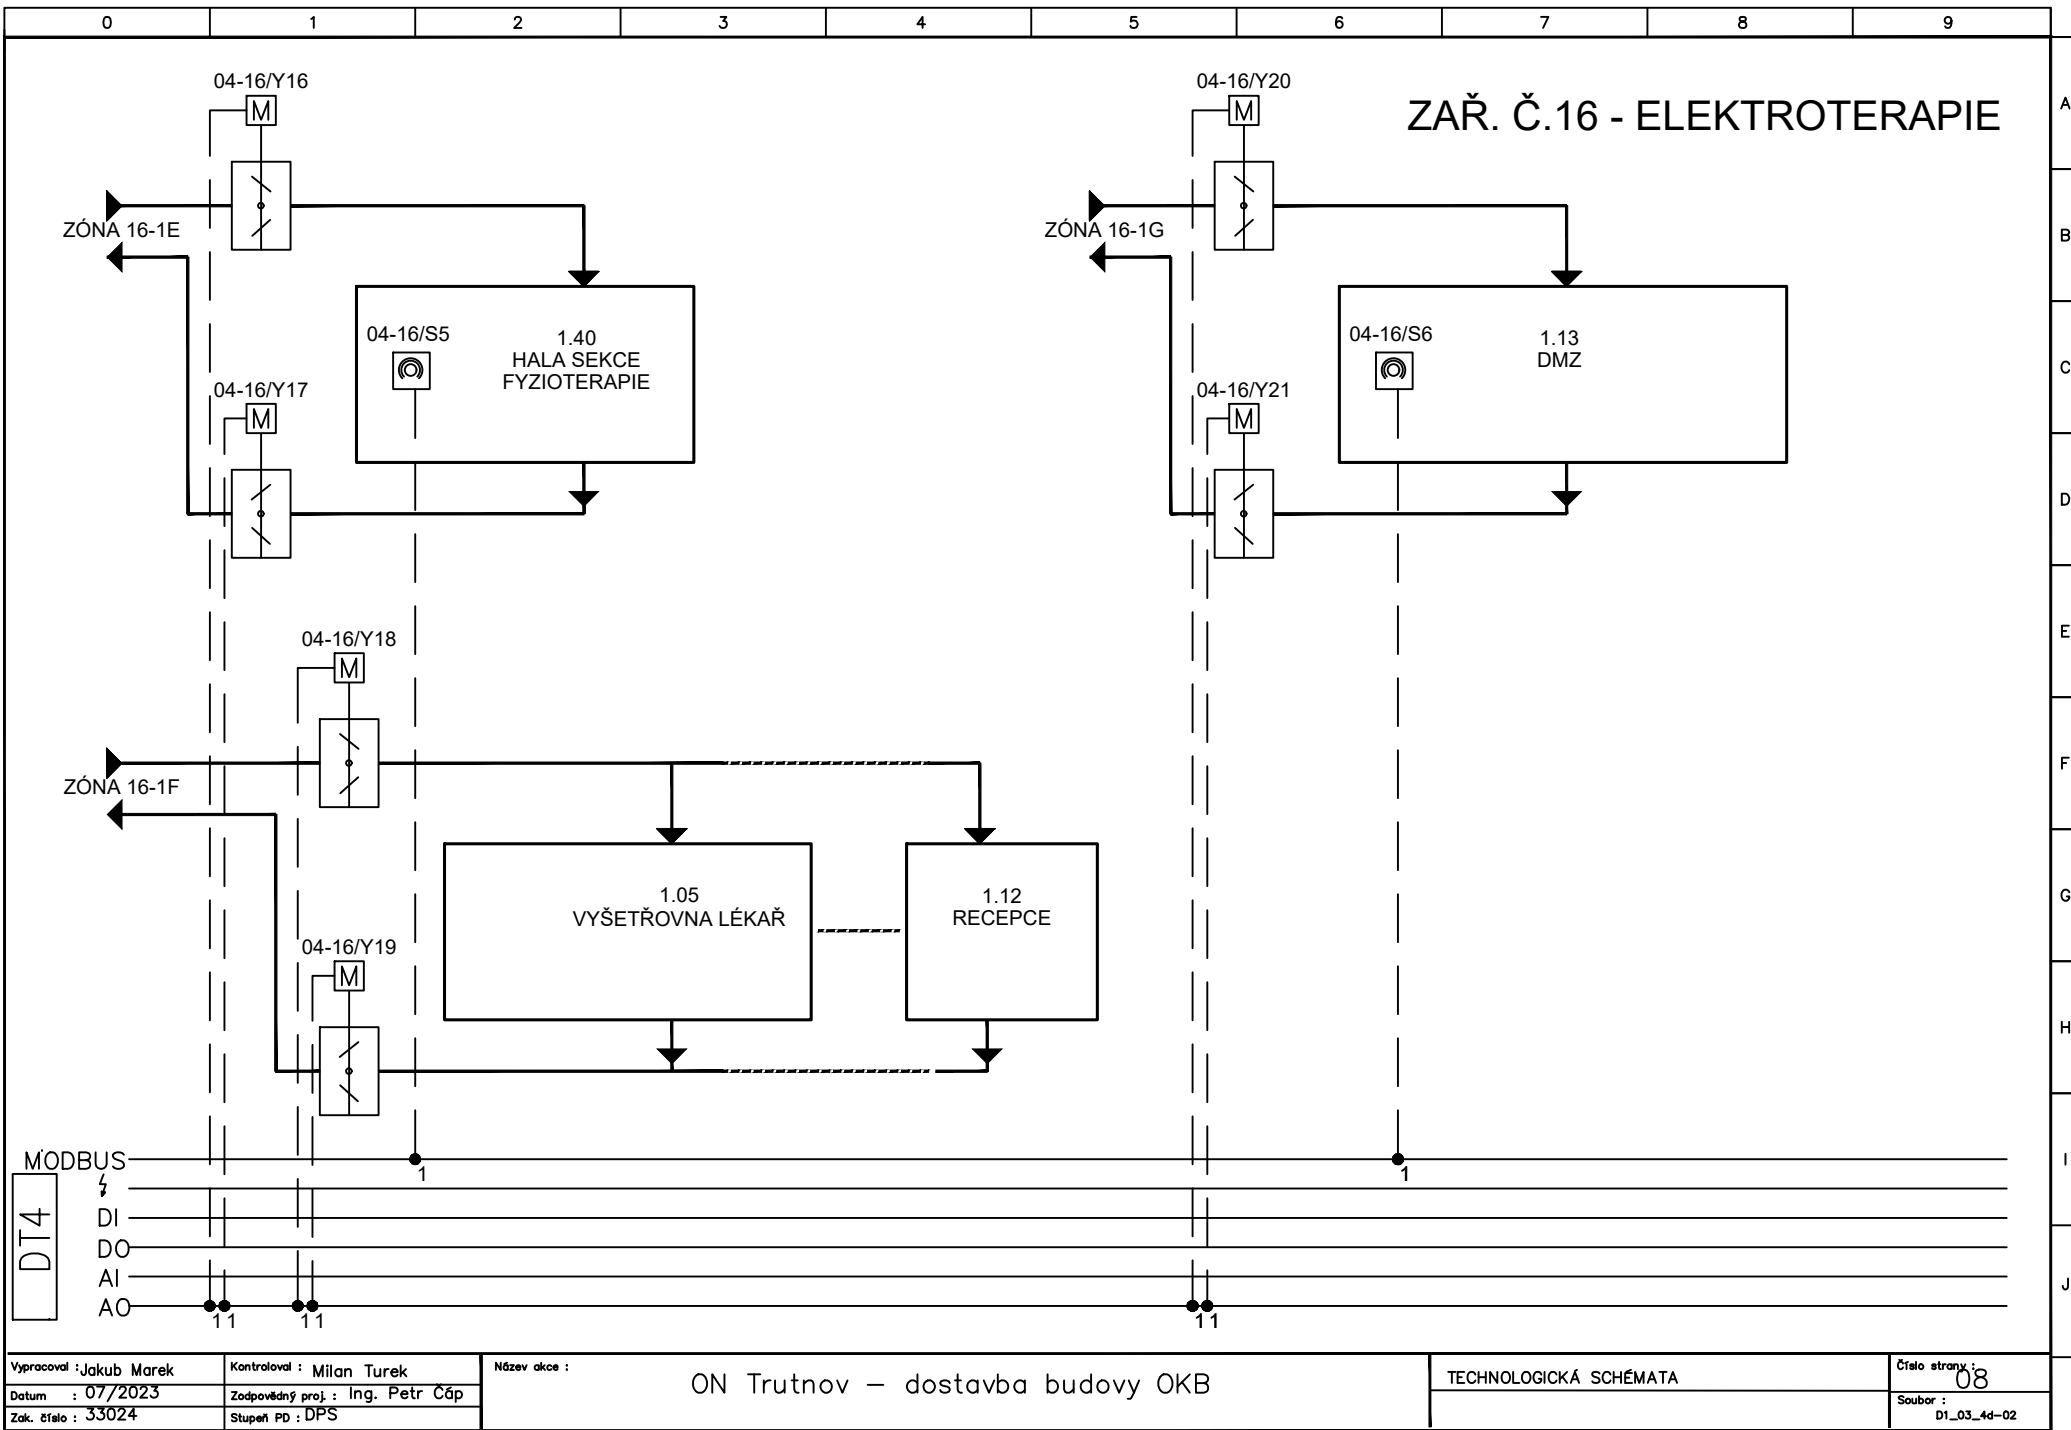 0 1 2 3 4 5 6 7 8 9
A
B
C
D
E
F
G
H
I
J
ZAŘ. Č.16 - ELEKTROTERAPIE
04-16/Y16
M
ZÓNA 16-1E
04-16/S5
1.40
HALA SEKCE
FYZIOTERAPIE
04-16/Y17
M
04-16/Y20
M
ZÓNA 16-1G
04-16/S6
1.13
DMZ
04-16/Y21
M
04-16/Y18
M
ZÓNA 16-1F
1.05
VYŠETŘOVNA LÉKAŘ
1.12
RECEPCE
04-16/Y19
M
DT4
MODBUS
1 1
DI
DO
AI
AO
1 1 1 1 1 1
Vypracoval : Jakub Marek
Datum : 07/2023
Zak. číslo : 33024
Kontroloval : Milan Turek
Zodpovědný proj. : Ing. Petr Čáp
Stupeň PD : DPS
Název akce :
ON Trutnov – dostavba budovy OKB
TECHNOLOGICKÁ SCHÉMATA
Číslo strany :
08
Soubor :
D1_03_4d-02